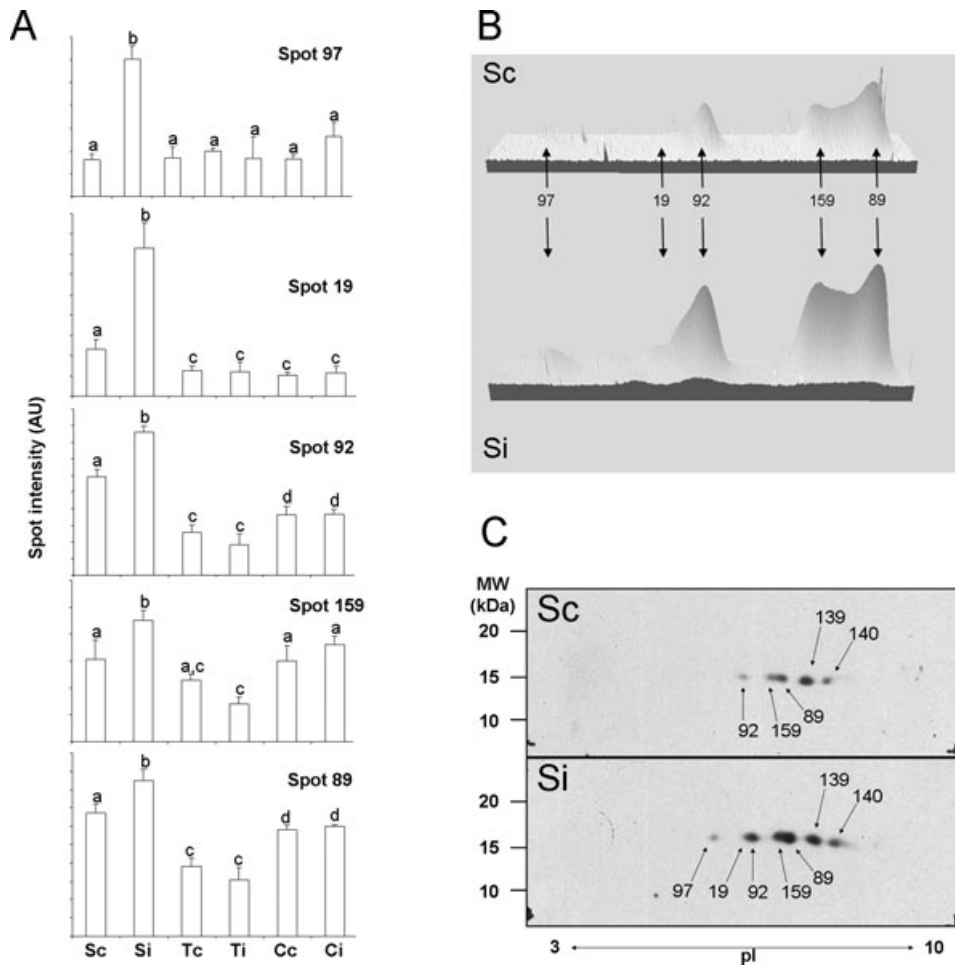 A
Spot 97
a b a a a a a
Spot 19
a b c c c c
Spot 92
a b c c d d
Spot 159
a b a,c c a a
Spot 89
a b c c d d
Sc Si Tc Ti Cc Ci
Spot intensity (AU)
B
Sc
97 19 92 159 89
Si
C
MW
(kDa)
Sc
20
15
10
139
140
92 159 89
Si
20
15
10
139
140
97 19 92 159 89
3 pI 10